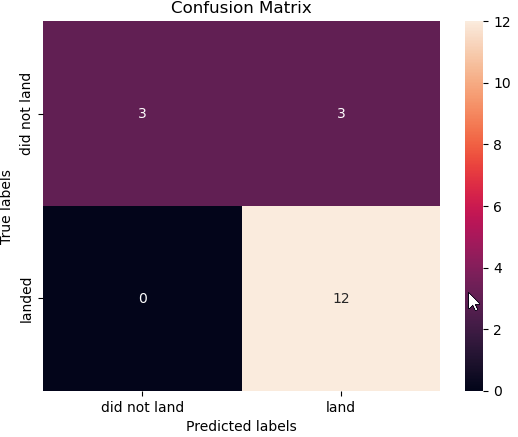 Confusion Matrix
True labels
did not land
landed
3
3
0
12
did not land
land
Predicted labels
12
10
8
6
4
2
0